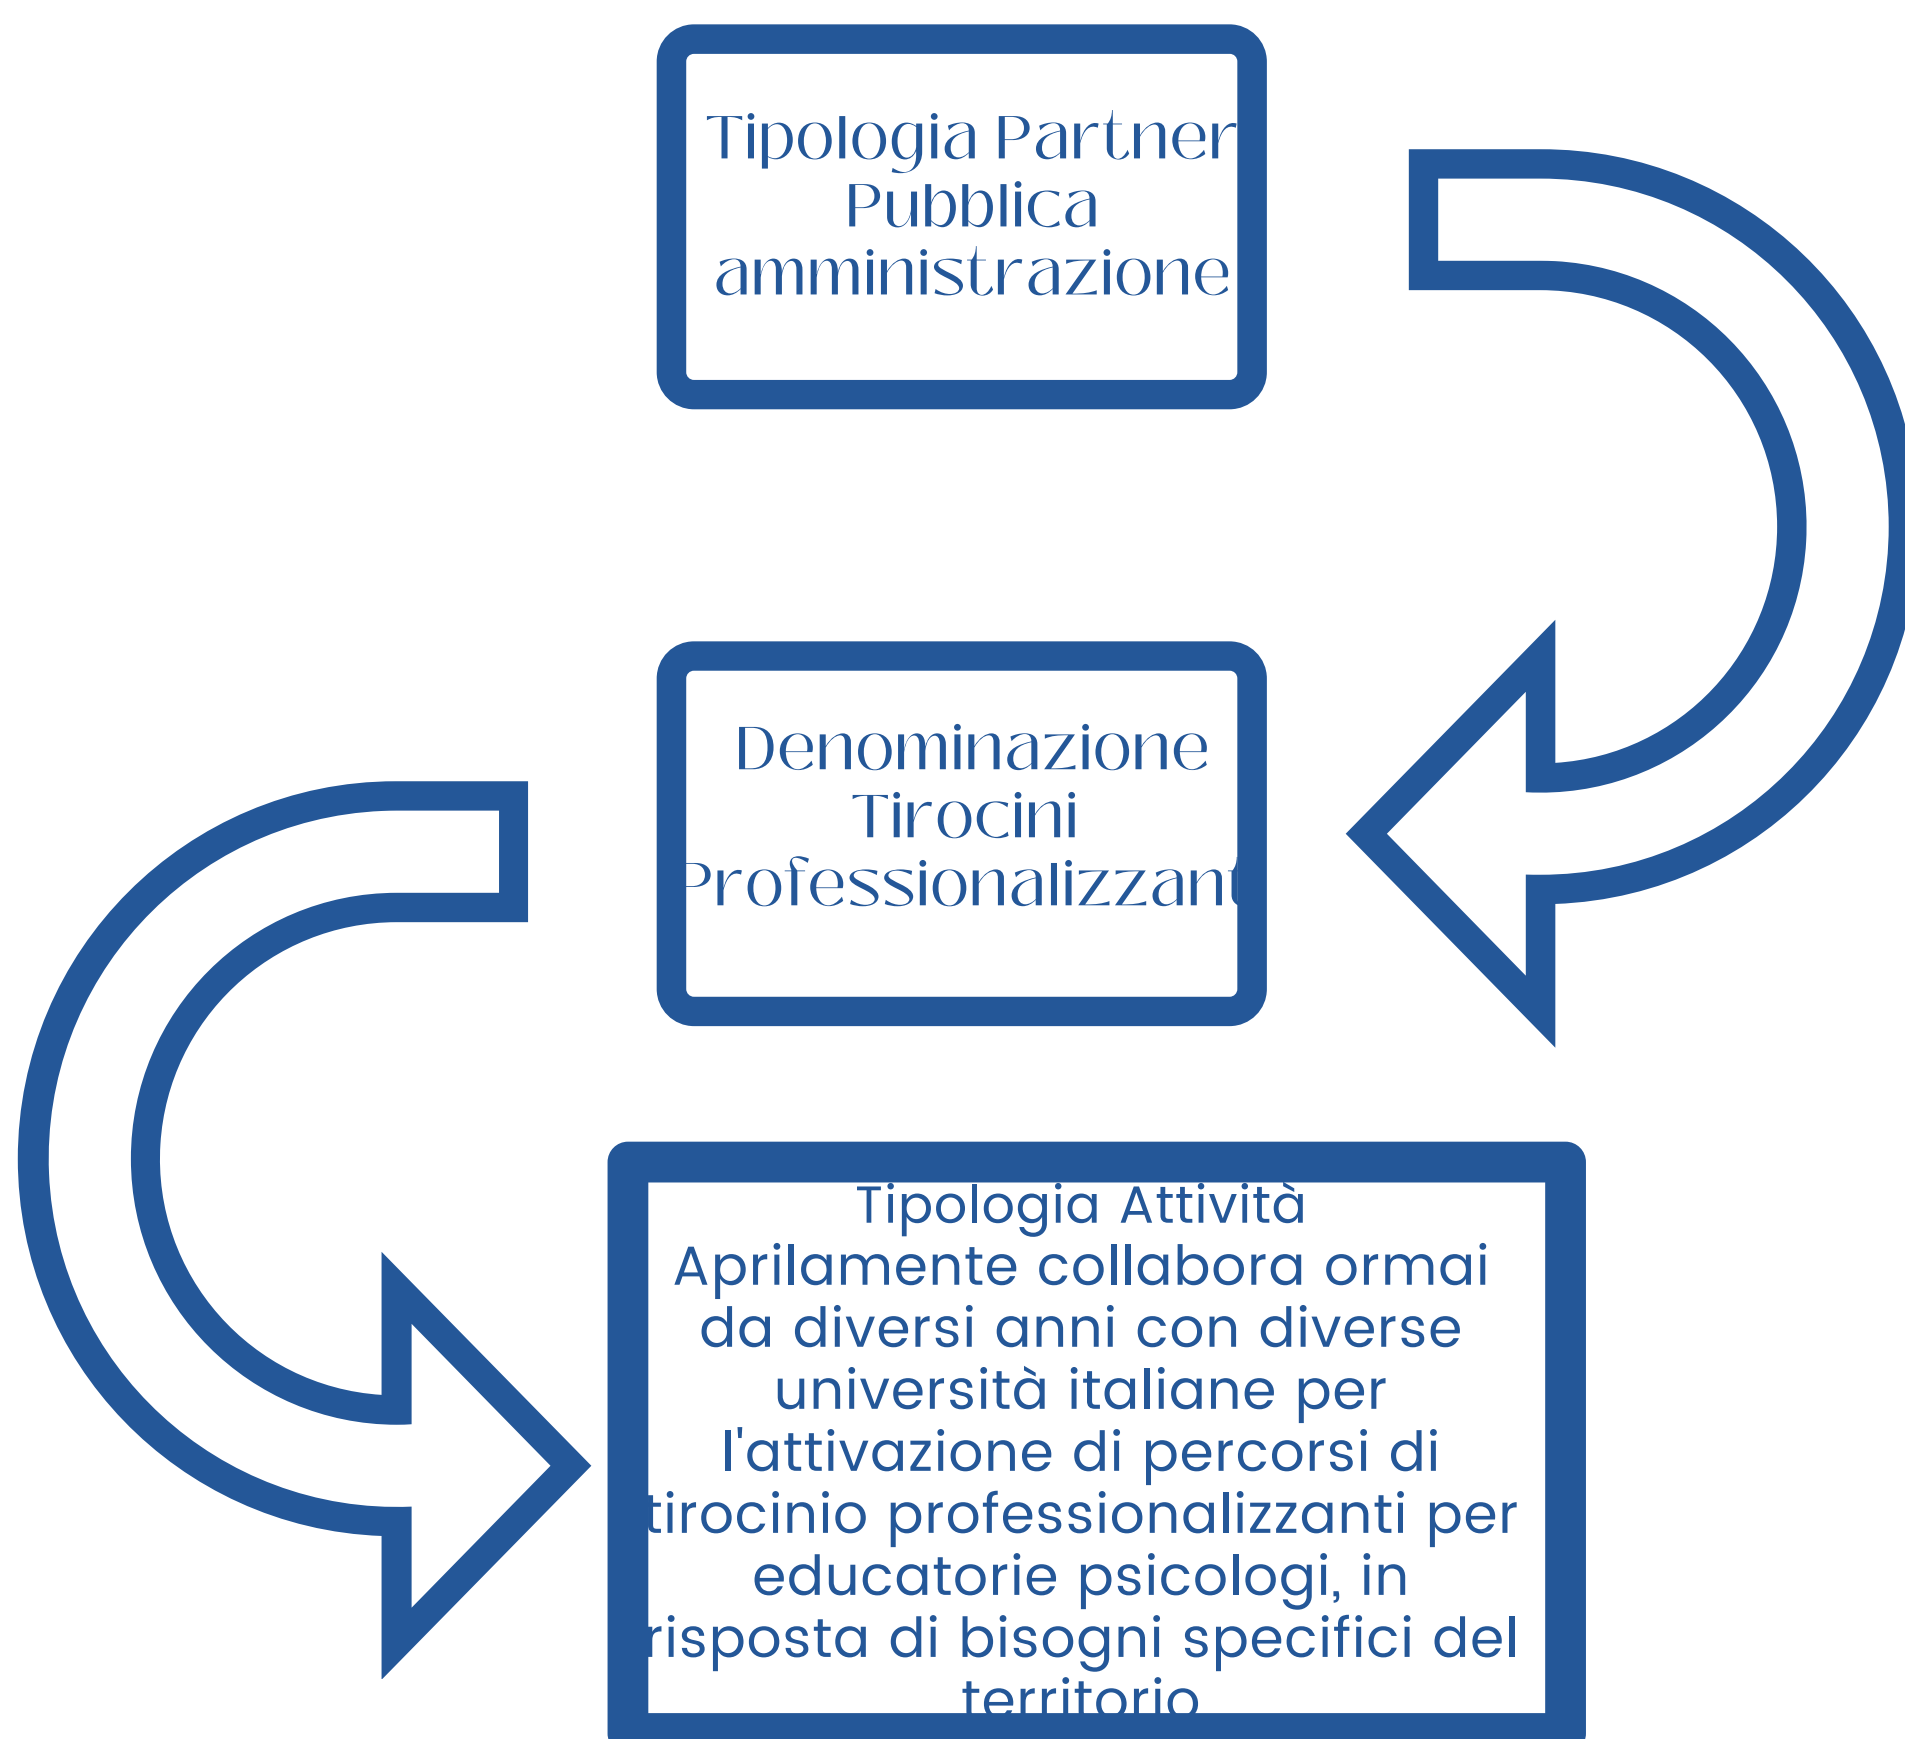 Tipologia Partner
Pubblica
amministrazione
Denominazione
Tirocini
Professionalizzant
Tipologia Attività
Aprilamente collabora ormai
da diversi anni con diverse
università italiane per
l'attivazione di percorsi di
tirocinio professionalizzanti per
educatorie psicologi, in
risposta di bisogni specifici del
territorio